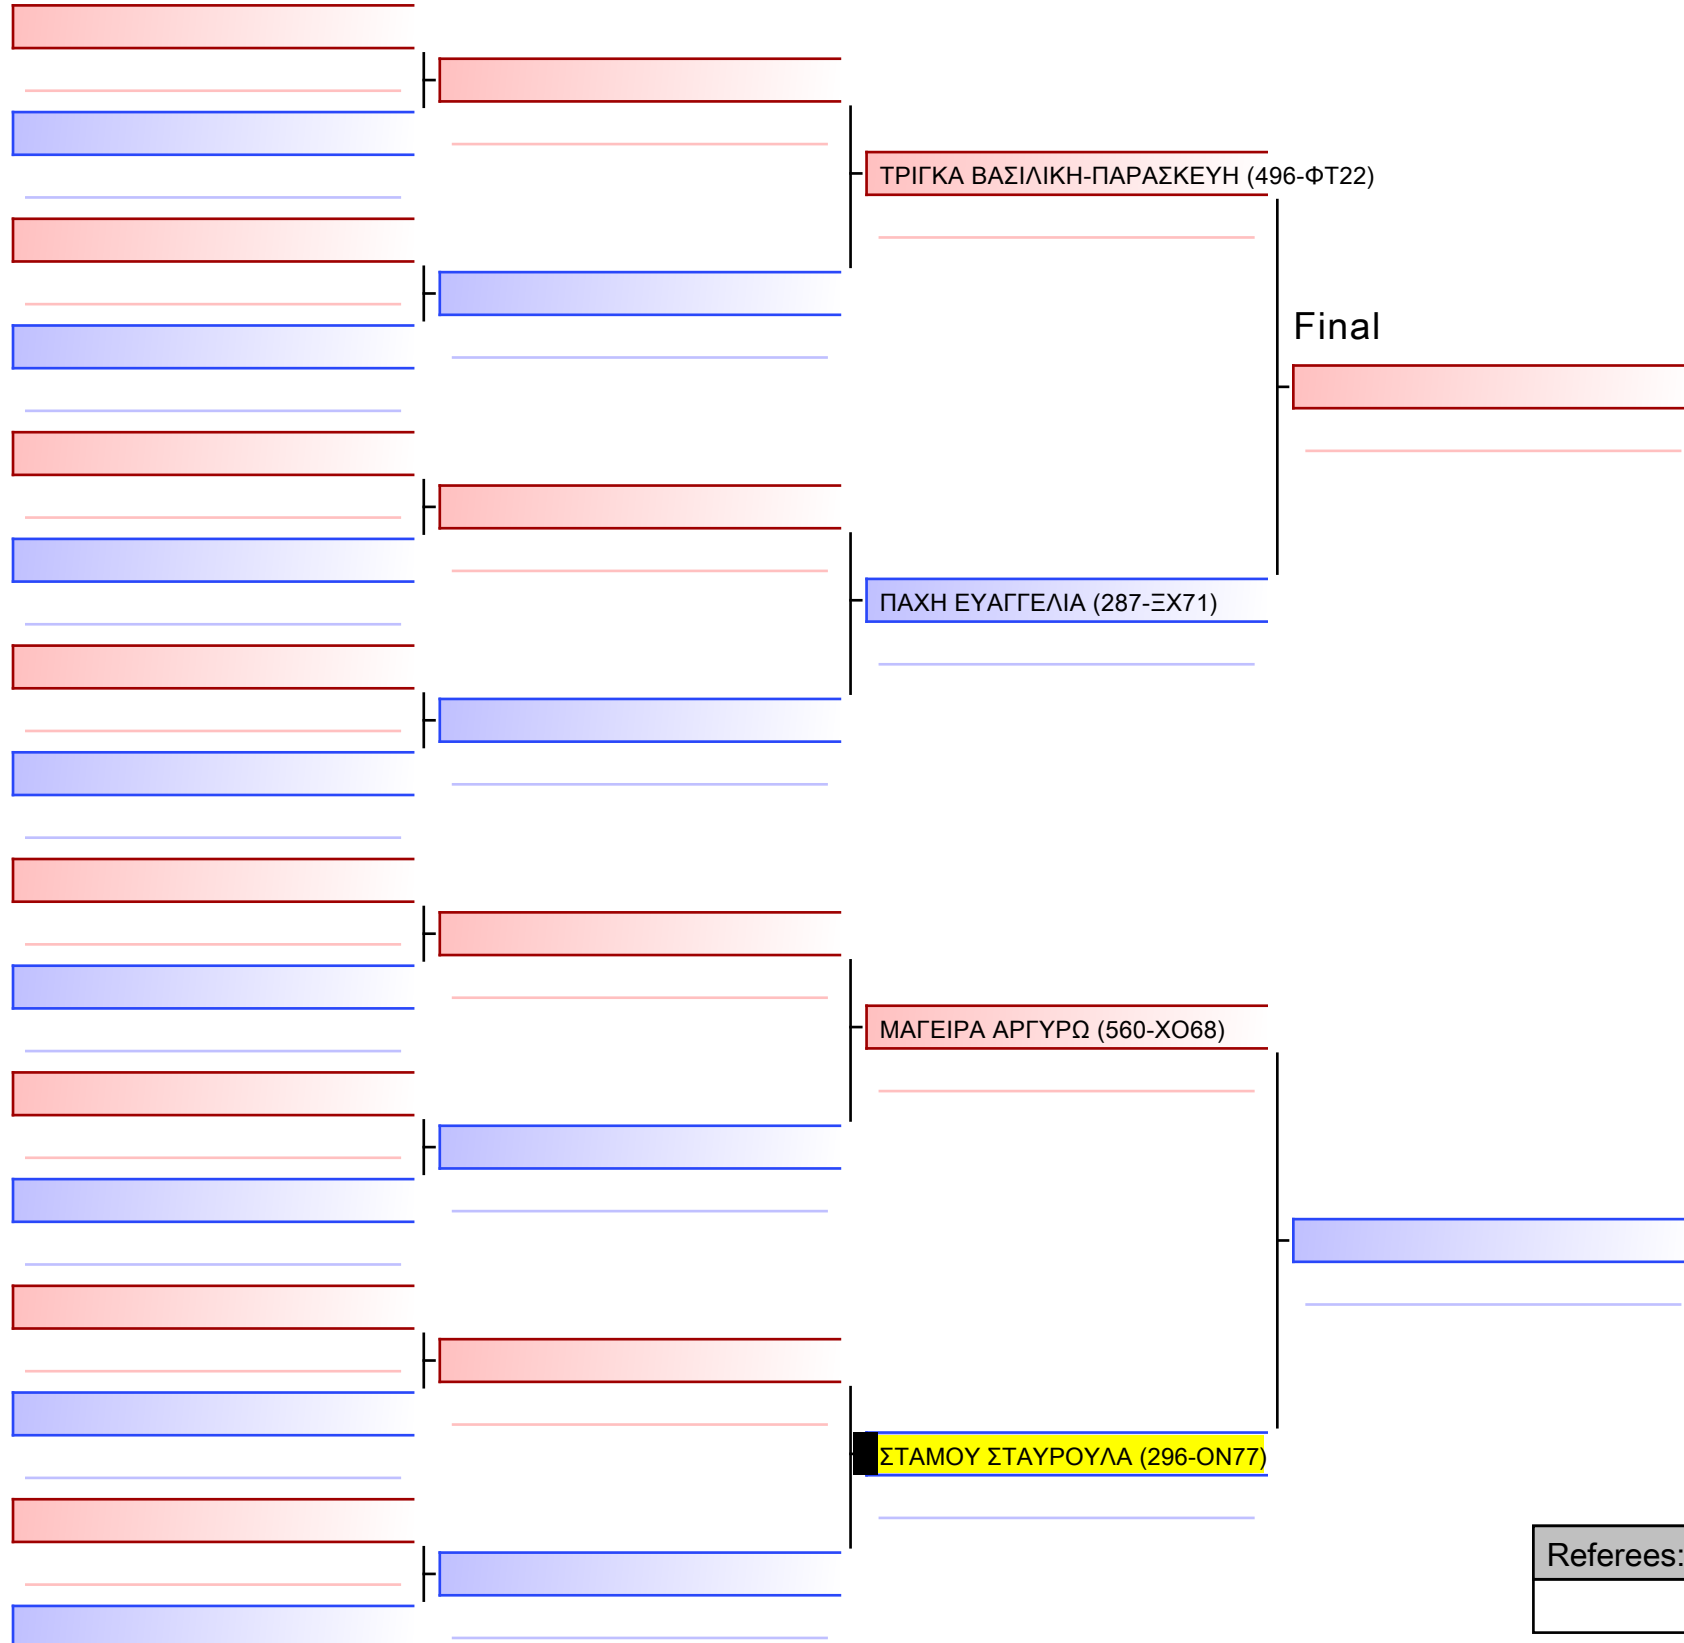 ΤΡΙΓΚΑ ΒΑΣΙΛΙΚΗ-ΠΑΡΑΣΚΕΥΗ (496-ΦΤ22)
Final
ΠΑΧΗ ΕΥΑΓΓΕΛΙΑ (287-ΞΧ71)
ΜΑΓΕΙΡΑ ΑΡΓΥΡΩ (560-ΧΟ68)
ΣΤΑΜΟΥ ΣΤΑΥΡΟΥΛΑ (296-ΟΝ77)
Referees: